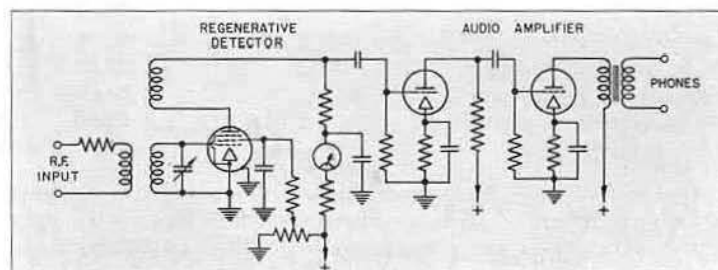 REGENERATIVE
DETECTOR
AUDIO AMPLIFIER
R.F.
INPUT
PHONES
+
+
+